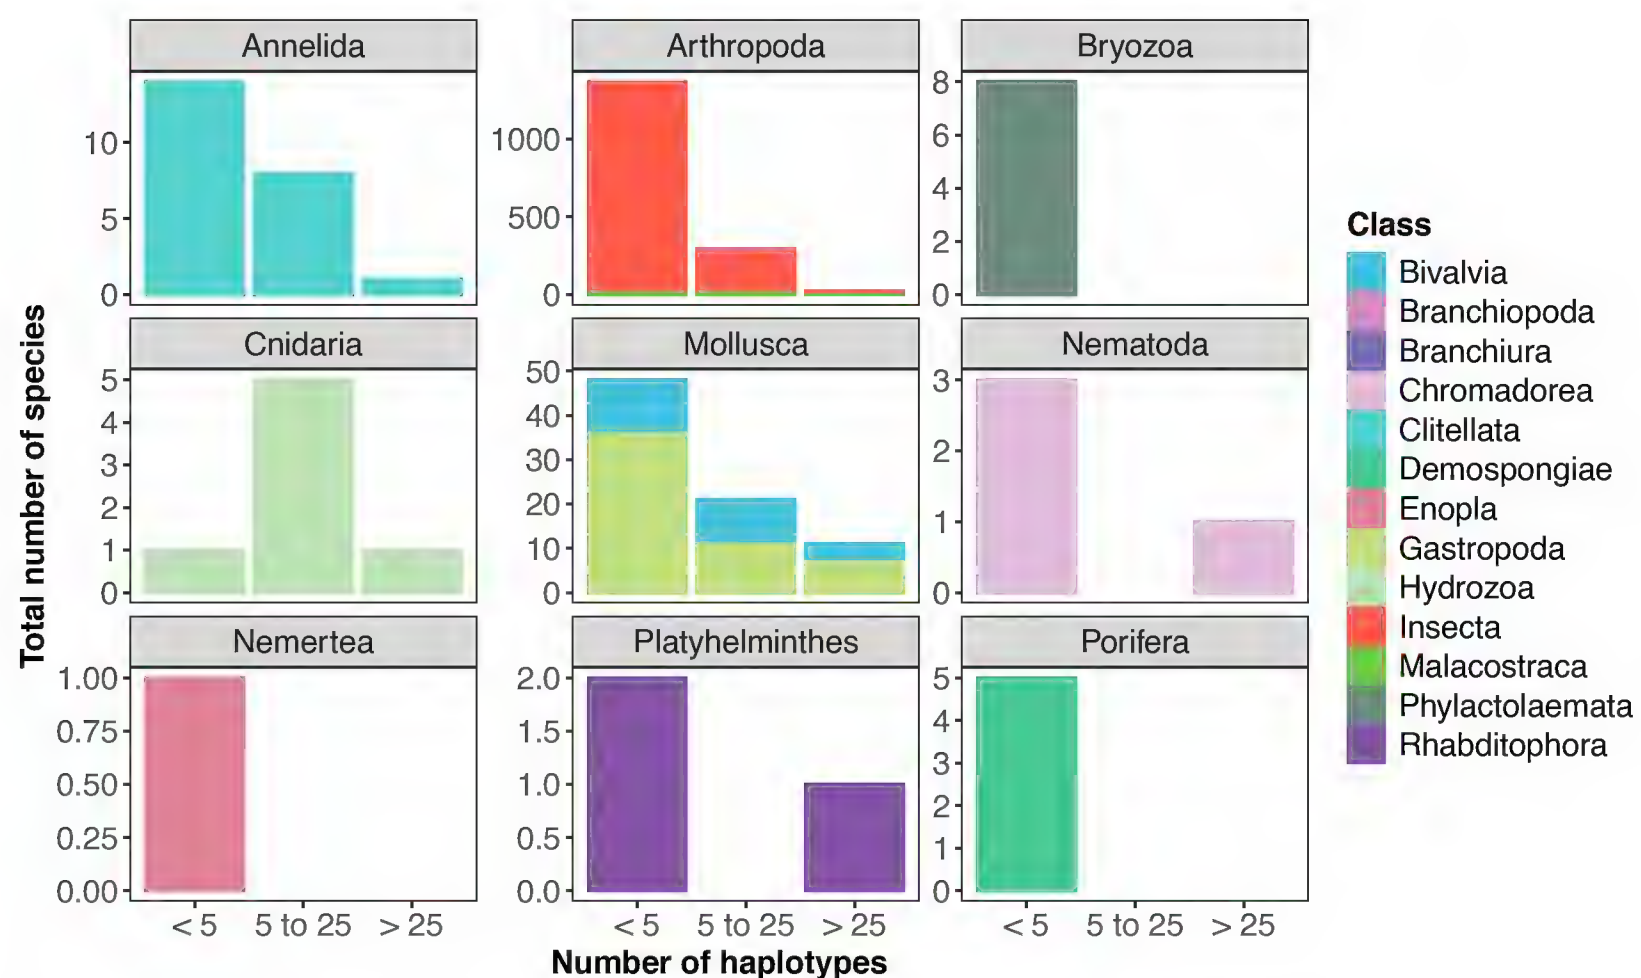 Annelida
Arthropoda
Bryozoa
10
5
0
1000
500
0
8
6
4
2
0
Cnidaria
Mollusca
Nematoda
5
4
3
2
1
0
50
40
30
20
10
0
3
2
1
0
Nemertea
Platyhelminthes
Porifera
1.00
0.75
0.50
0.25
0.00
2.0
1.5
1.0
0.5
0.0
5
4
3
2
1
0
< 5 5 to 25 > 25
< 5 5 to 25 > 25
< 5 5 to 25 > 25
Total number of species
Number of haplotypes
Class
Bivalvia
Branchiopoda
Branchiura
Chromadorea
Clitellata
Demospongiae
Enopla
Gastropoda
Hydrozoa
Insecta
Malacostraca
Phylactolaemata
Rhabditophora